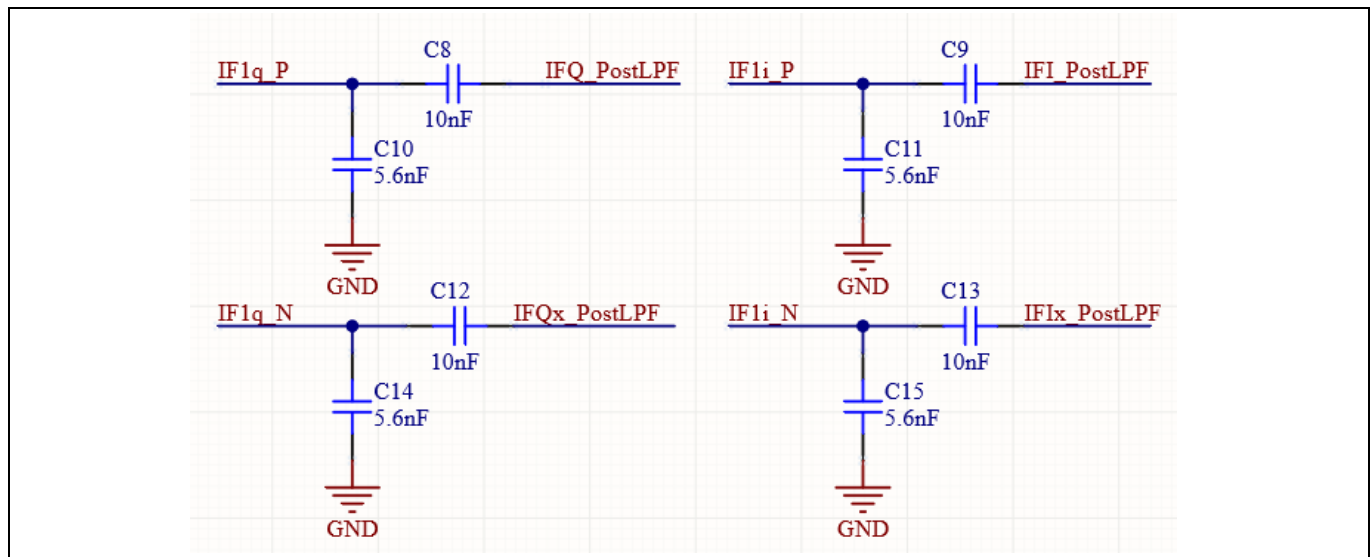 C8
IF1q_P
IFQ_PostLPF
10nF
C10
5.6nF
GND
C9
IF1i_P
IFI_PostLPF
10nF
C11
5.6nF
GND
C12
IF1q_N
IFQx_PostLPF
10nF
C14
5.6nF
GND
C13
IF1i_N
IFIx_PostLPF
10nF
C15
5.6nF
GND